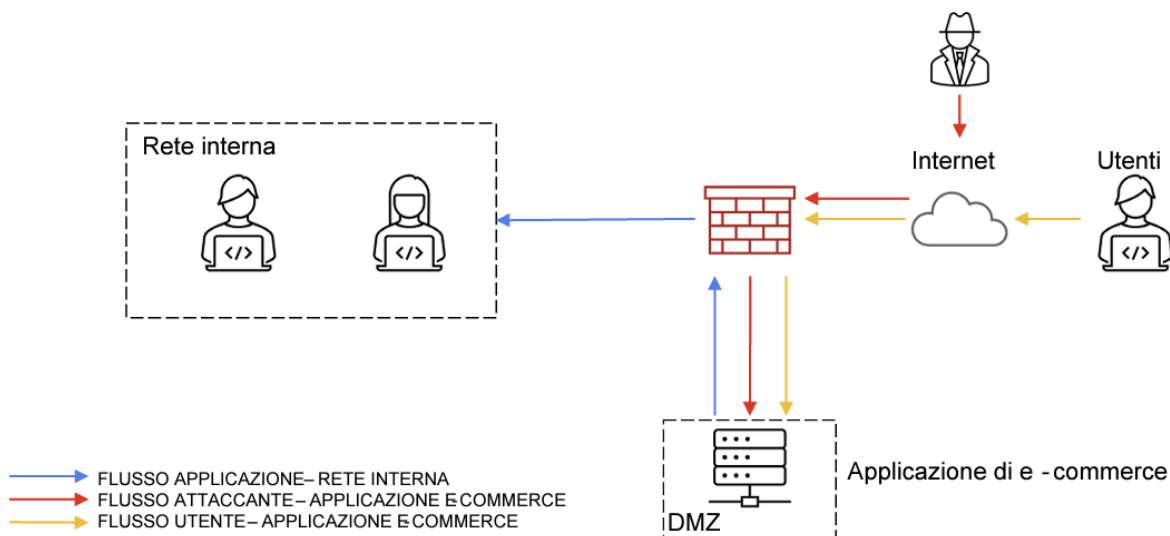 Rete interna
Internet
Utenti
</>
</>
</>
Applicazione di e - commerce
DMZ
FLUSSO APPLICAZIONE– RETE INTERNA
FLUSSO ATTACCANTE – APPLICAZIONE E-COMMERCE
FLUSSO UTENTE – APPLICAZIONE E-COMMERCE